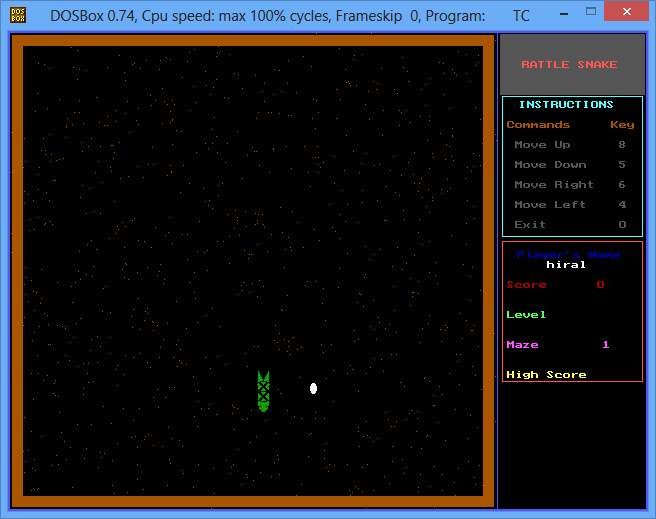 DOS
BOX
DOSBox 0.74, Cpu speed: max 100% cycles, Frameskip 0, Program: TC
RATTLE SNAKE
INSTRUCTIONS
Commands Key
Move Up 8
Move Down 5
Move Right 6
Move Left 4
Exit 0
Player's Name
hiral
Score 0
Level
Maze 1
High Score